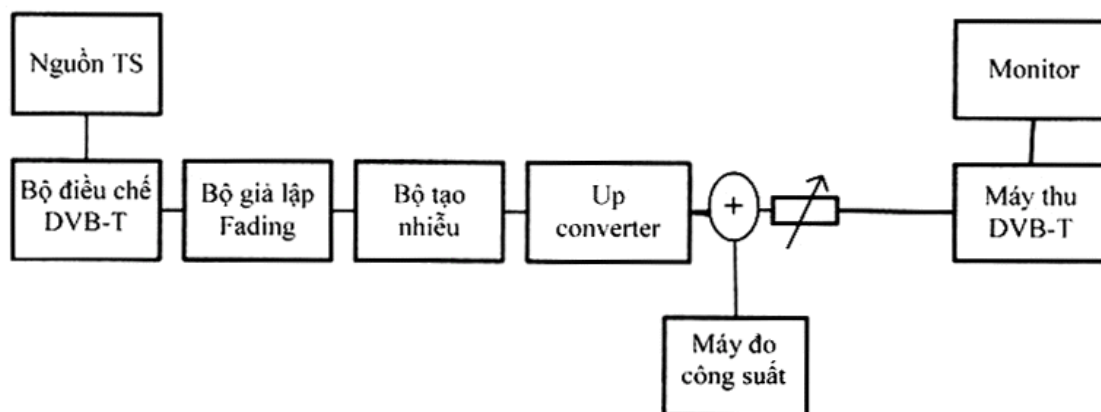 Nguồn TS
Monitor
Bộ điều chế
DVB-T
Bộ giả lập
Fading
Bộ tạo
nhiễu
Up
converter
+
Máy thu
DVB-T
Máy đo
công suất